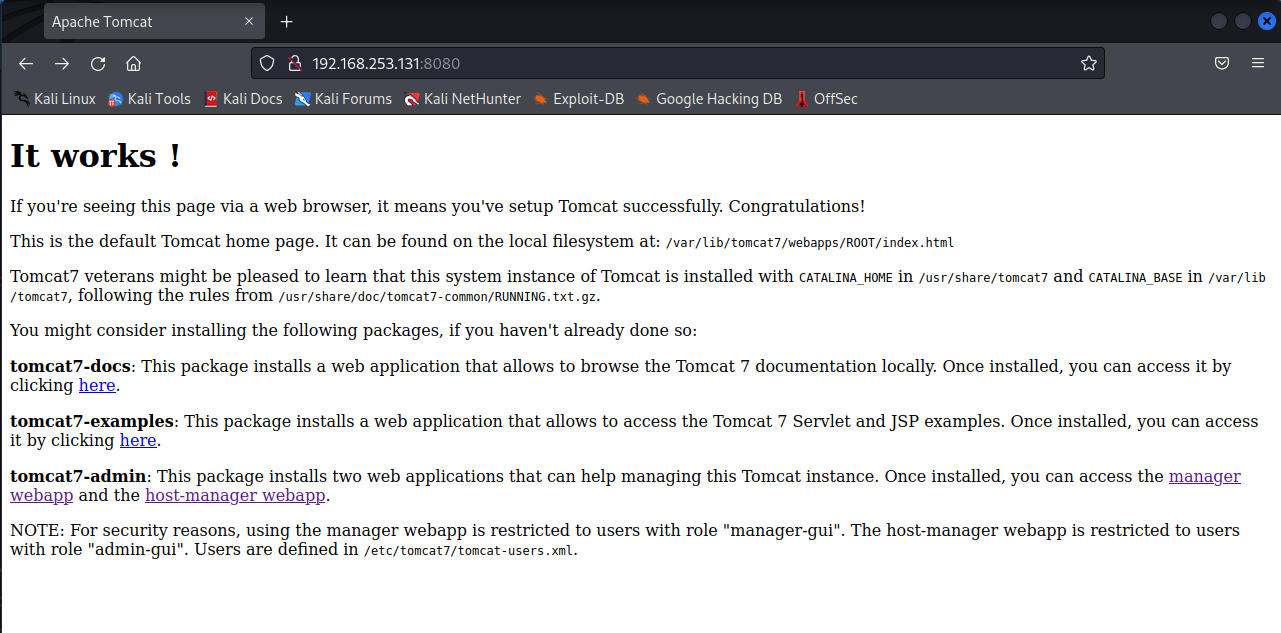 Apache Tomcat
192.168.253.131:8080
Kali Linux Kali Tools Kali Docs Kali Forums Kali NetHunter Exploit-DB Google Hacking DB OffSec
It works !
If you're seeing this page via a web browser, it means you've setup Tomcat successfully. Congratulations!
This is the default Tomcat home page. It can be found on the local filesystem at: /var/lib/tomcat7/webapps/ROOT/index.html
Tomcat7 veterans might be pleased to learn that this system instance of Tomcat is installed with CATALINA_HOME in /usr/share/tomcat7 and CATALINA_BASE in /var/lib
/tomcat7, following the rules from /usr/share/doc/tomcat7-common/RUNNING.txt.gz.
You might consider installing the following packages, if you haven't already done so:
tomcat7-docs: This package installs a web application that allows to browse the Tomcat 7 documentation locally. Once installed, you can access it by
clicking here.
tomcat7-examples: This package installs a web application that allows to access the Tomcat 7 Servlet and JSP examples. Once installed, you can access
it by clicking here.
tomcat7-admin: This package installs two web applications that can help managing this Tomcat instance. Once installed, you can access the manager
webapp and the host-manager webapp.
NOTE: For security reasons, using the manager webapp is restricted to users with role "manager-gui". The host-manager webapp is restricted to users
with role "admin-gui". Users are defined in /etc/tomcat7/tomcat-users.xml.